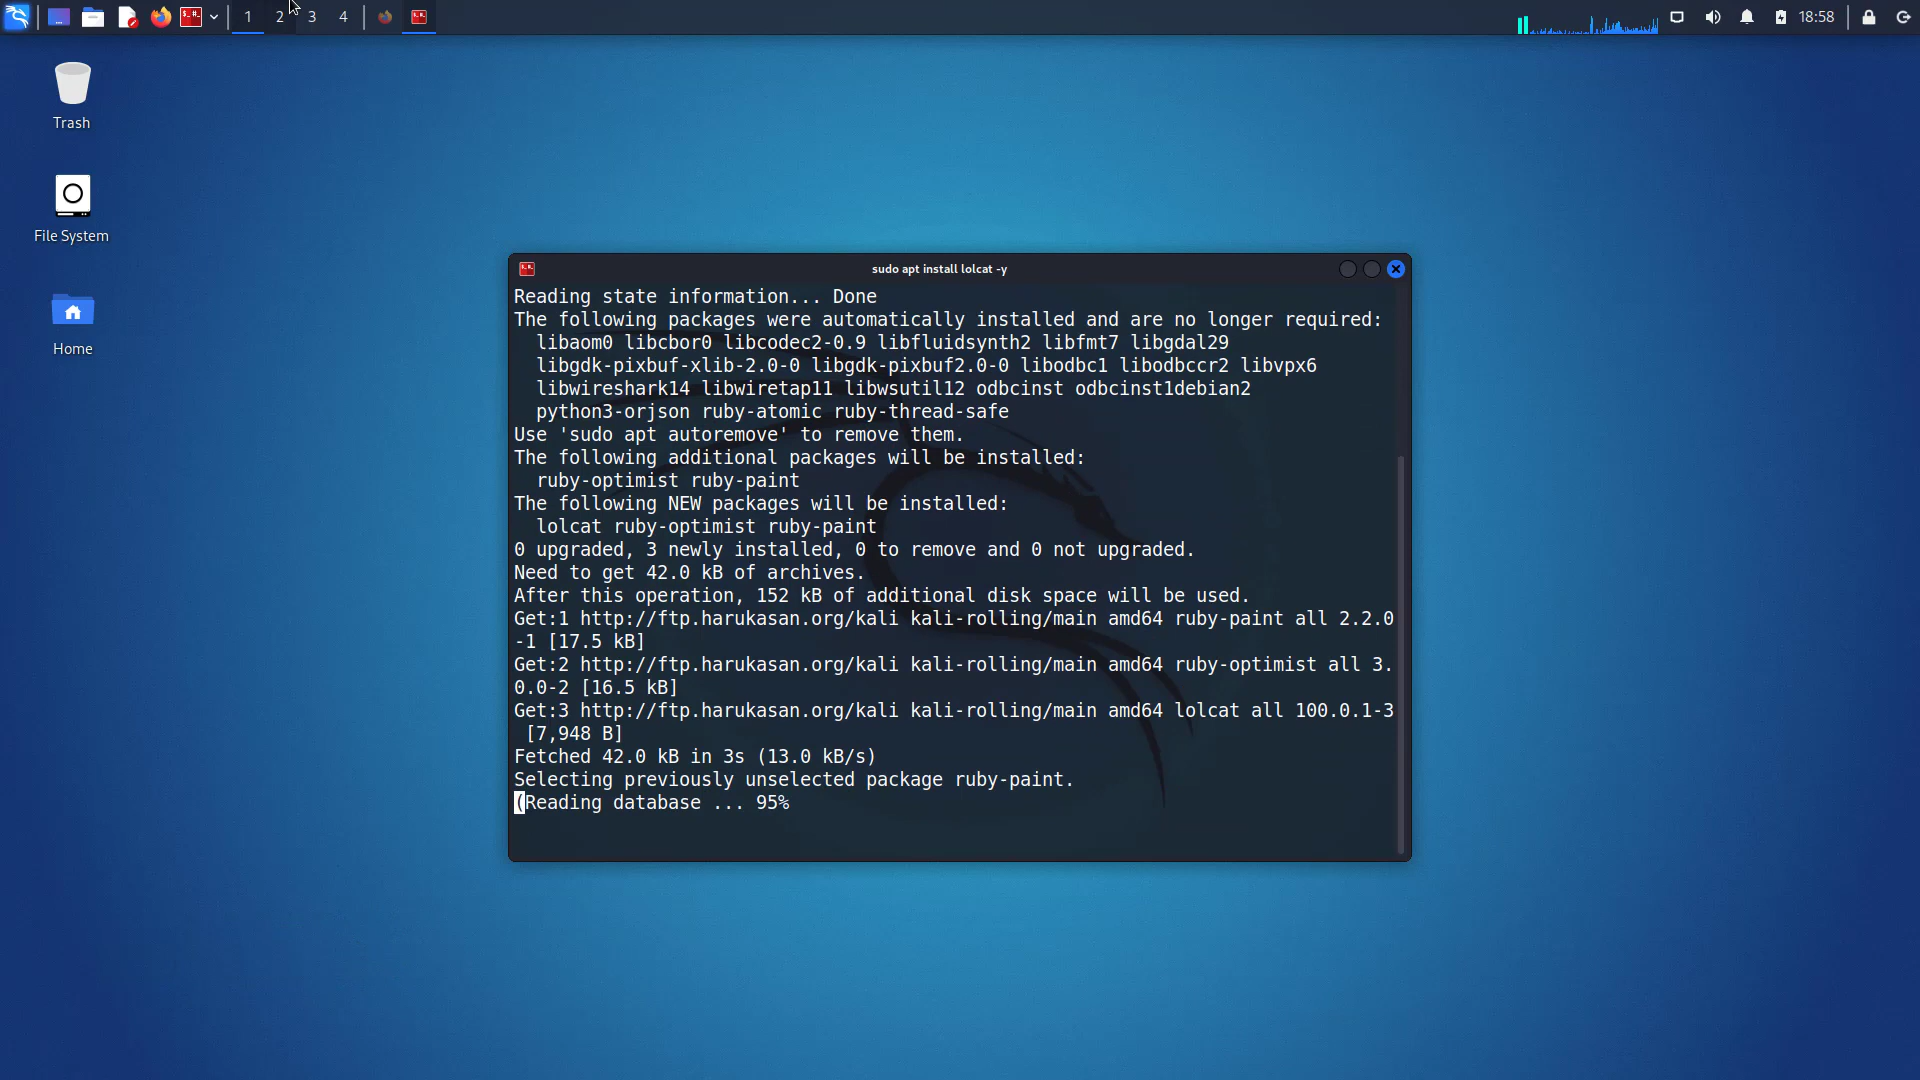 1 2 3 4
18:58
Trash
File System
Home
sudo apt install lolcat -y
Reading state information... Done
The following packages were automatically installed and are no longer required:
  libaom0 libcbor0 libcodec2-0.9 libfluidsynth2 libfmt7 libgdal29
  libgdk-pixbuf-xlib-2.0-0 libgdk-pixbuf2.0-0 libodbc1 libodbccr2 libvpx6
  libwireshark14 libwiretap11 libwsutil12 odbcinst odbcinst1debian2
  python3-orjson ruby-atomic ruby-thread-safe
Use 'sudo apt autoremove' to remove them.
The following additional packages will be installed:
  ruby-optimist ruby-paint
The following NEW packages will be installed:
  lolcat ruby-optimist ruby-paint
0 upgraded, 3 newly installed, 0 to remove and 0 not upgraded.
Need to get 42.0 kB of archives.
After this operation, 152 kB of additional disk space will be used.
Get:1 http://ftp.harukasan.org/kali kali-rolling/main amd64 ruby-paint all 2.2.0
-1 [17.5 kB]
Get:2 http://ftp.harukasan.org/kali kali-rolling/main amd64 ruby-optimist all 3.
0.0-2 [16.5 kB]
Get:3 http://ftp.harukasan.org/kali kali-rolling/main amd64 lolcat all 100.0.1-3
 [7,948 B]
Fetched 42.0 kB in 3s (13.0 kB/s)
Selecting previously unselected package ruby-paint.
(Reading database ... 95%